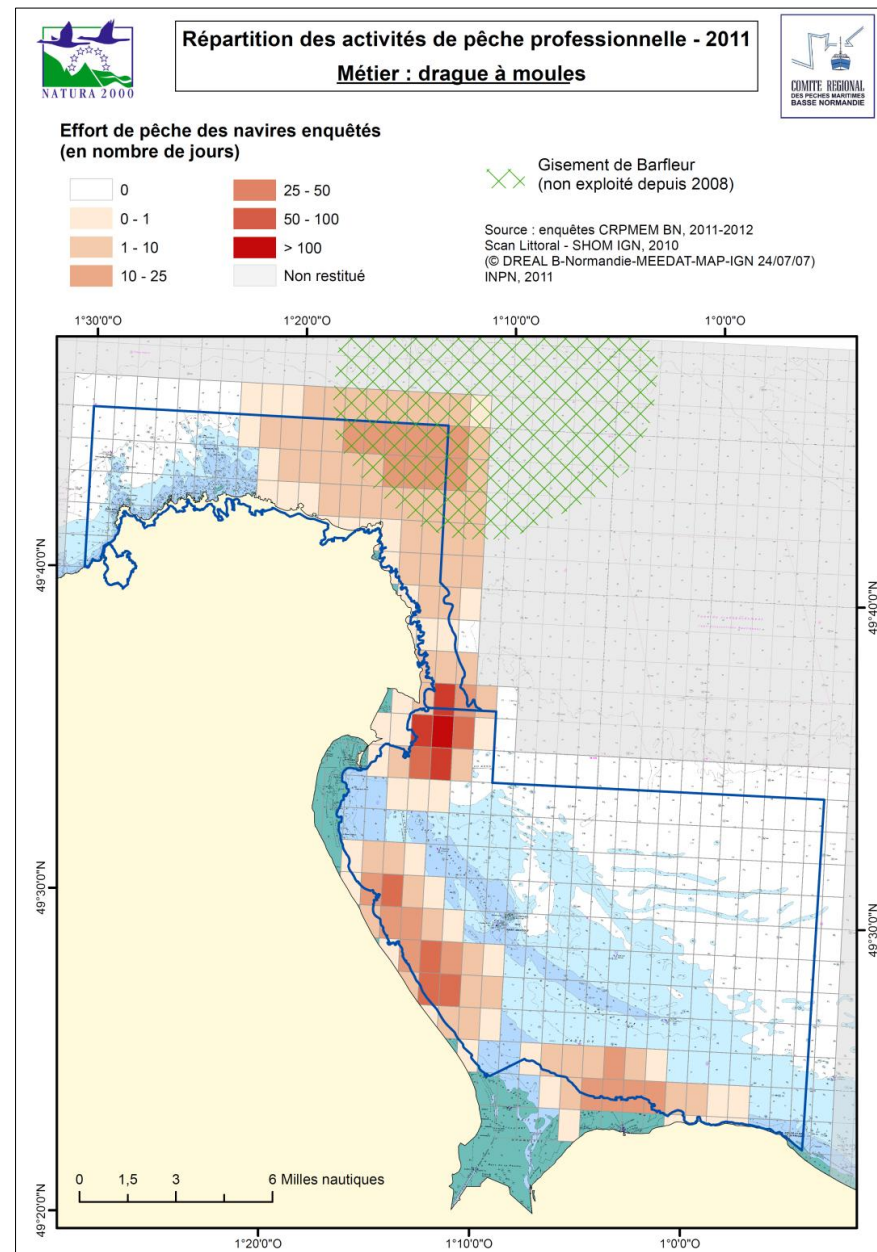 NATURA 2000
Répartition des activités de pêche professionnelle - 2011
Métier : drague à moules
COMITE REGIONAL
DES PECHES MARITIMES
BASSE NORMANDIE
Effort de pêche des navires enquêtés
(en nombre de jours)
0
0 - 1
1 - 10
10 - 25
25 - 50
50 - 100
> 100
Non restitué
Gisement de Barfleur
(non exploité depuis 2008)
Source : enquêtes CRPMEM BN, 2011-2012
Scan Littoral - SHOM IGN, 2010
(© DREAL B-Normandie-MEEDAT-MAP-IGN 24/07/07)
INPN, 2011
1°30'0"O
1°20'0"O
1°10'0"O
1°0'0"O
49°40'0"N
49°40'0"N
49°30'0"N
49°30'0"N
49°20'0"N
0
1,5
3
6 Milles nautiques
1°20'0"O
1°10'0"O
1°0'0"O